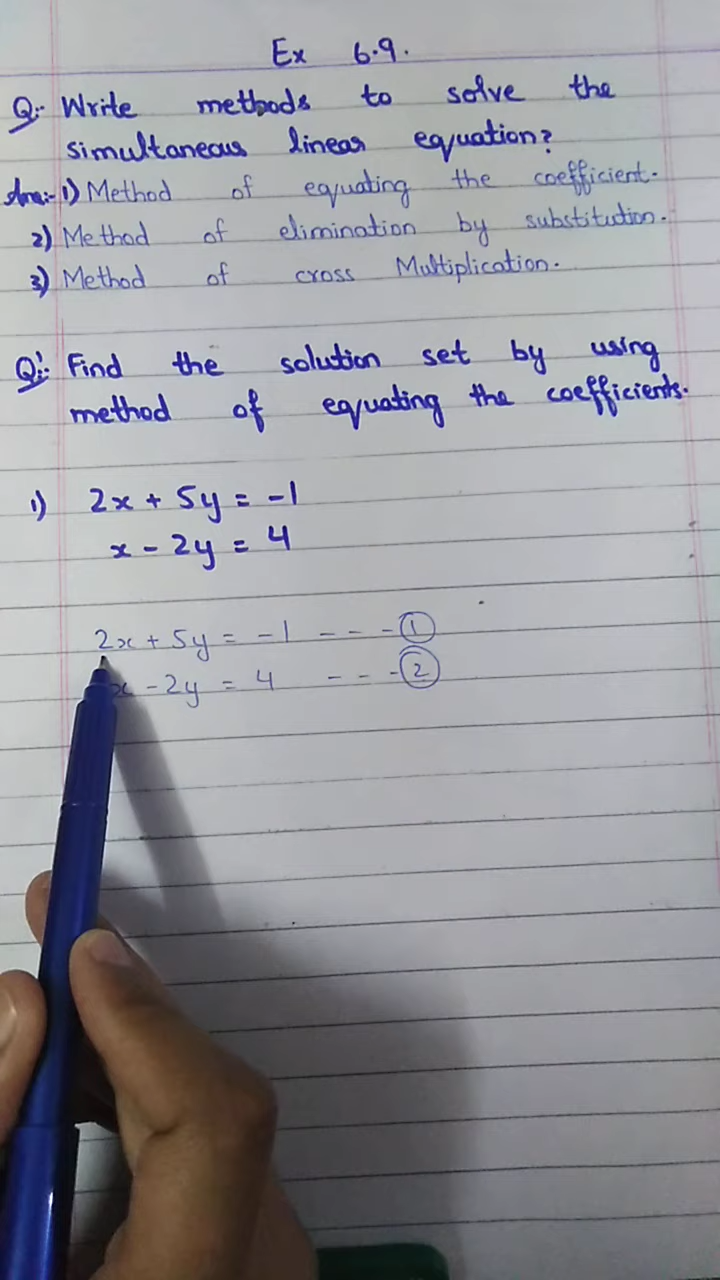 Ex 6.9.
Q:- Write methods to solve the
simultaneous linear equation?
Ans:- 1) Method of equating the coefficient.
2) Method of elimination by substitution.
3) Method of cross Multiplication.
Q:- Find the solution set by using
method of equating the coefficients.
1) 2x + 5y = -1
x - 2y = 4
2x + 5y = -1 - - - ①
x - 2y = 4 - - - ②